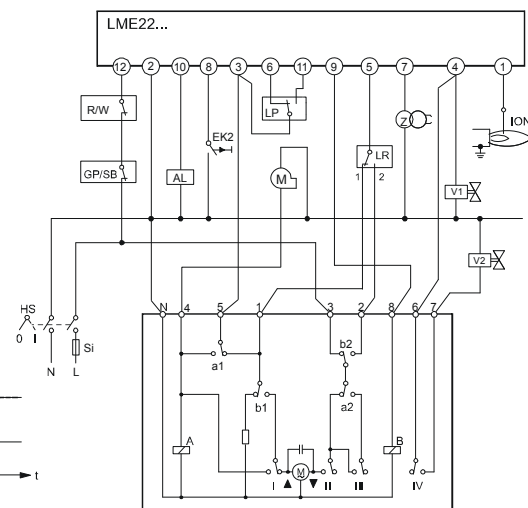 LME22...
12 2 10 8 3 6 11 9 5 7 4 1
R/W
LP
ION
EK2
Z
LR
GP/SB
AL
M
1 2
V1
V2
HS
0 I
Si
N L
N 4 5 1 3 2 8 6 7
b2
a1
a2
b1
A
B
M
I II III IV
t